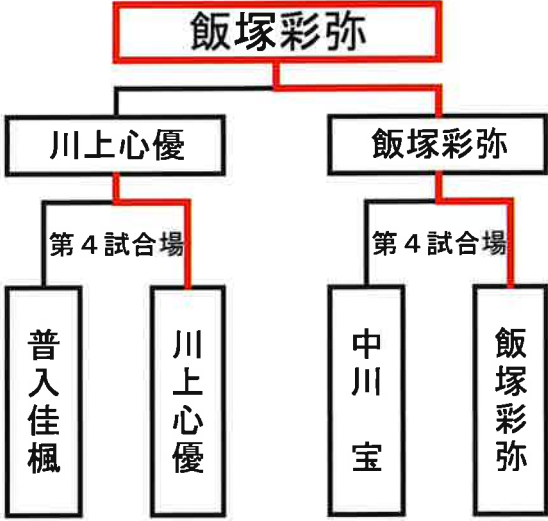 飯塚彩弥
川上心優
飯塚彩弥
第4試合場
第4試合場
普入佳楓
川上心優
中川 宝
飯塚彩弥